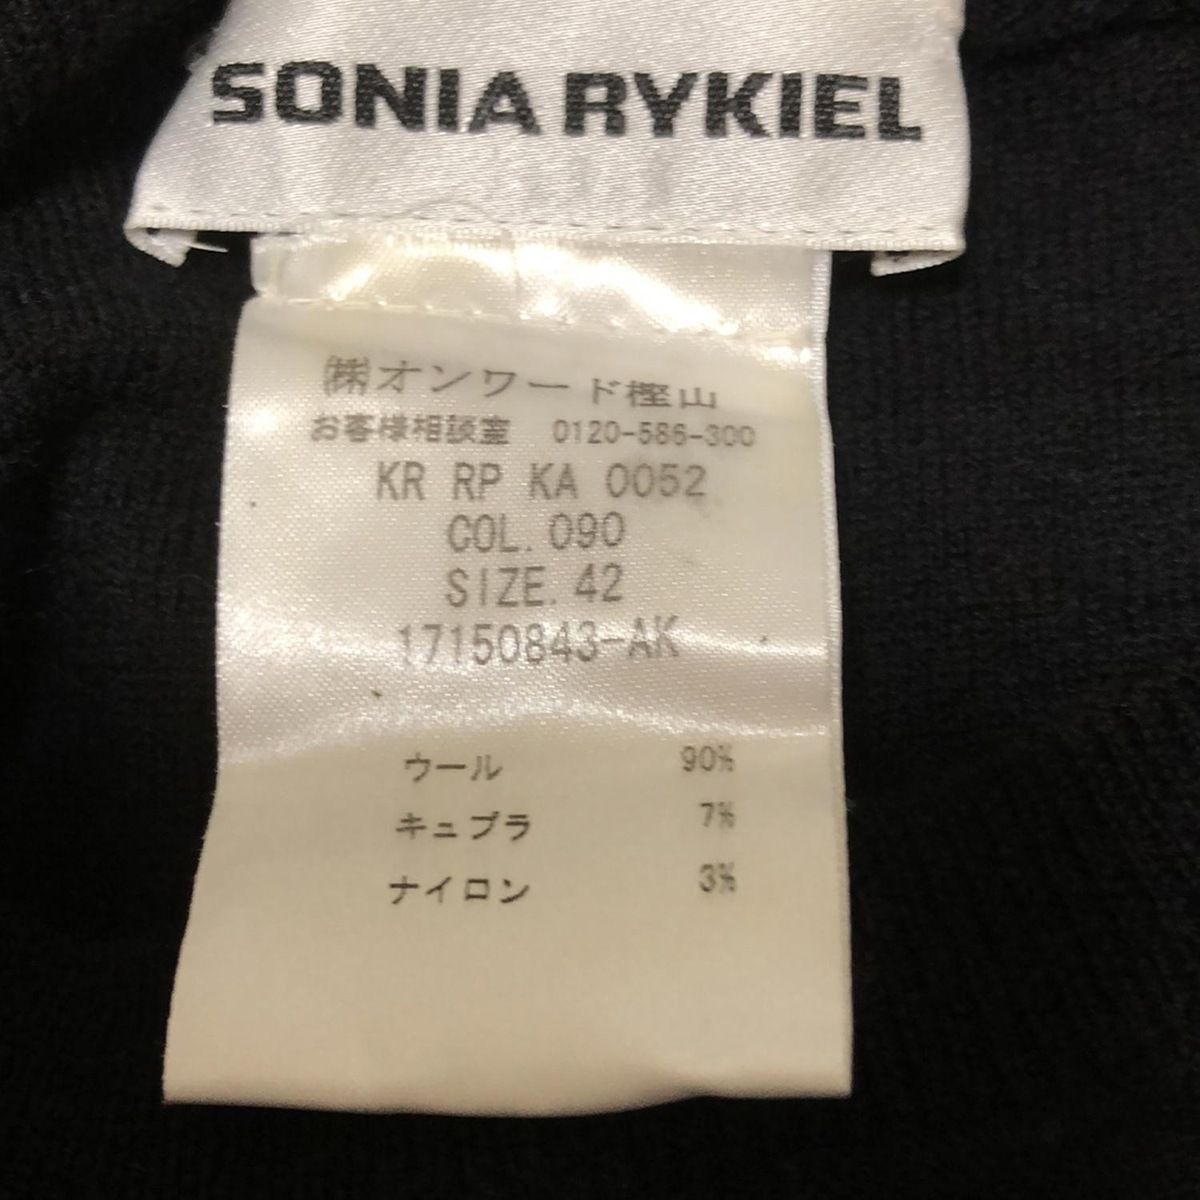 SONIA RYKIEL
㈱オンワード樫山
お客様相談室 0120-586-300
KR RP KA 0052
COL. 090
SIZE. 42
17150843-AK
ウール 90%
キュプラ 7%
ナイロン 3%